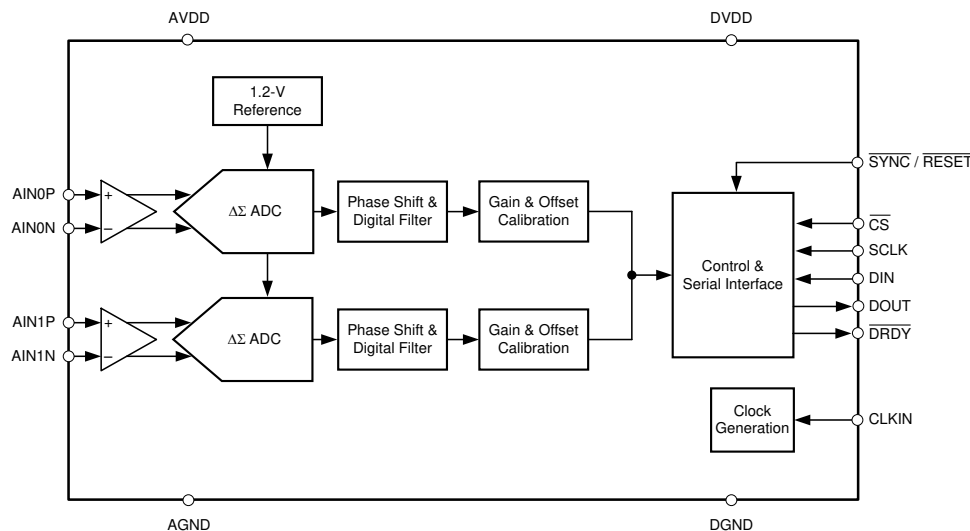 AVDD
DVDD
1.2-V
Reference
SYNC / RESET
AIN0P
+
ΔΣ ADC
Phase Shift &
Digital Filter
Gain & Offset
Calibration
AIN0N
−
CS
SCLK
Control &
Serial Interface
DIN
DOUT
DRDY
AIN1P
+
ΔΣ ADC
Phase Shift &
Digital Filter
Gain & Offset
Calibration
AIN1N
−
Clock
Generation
CLKIN
AGND
DGND